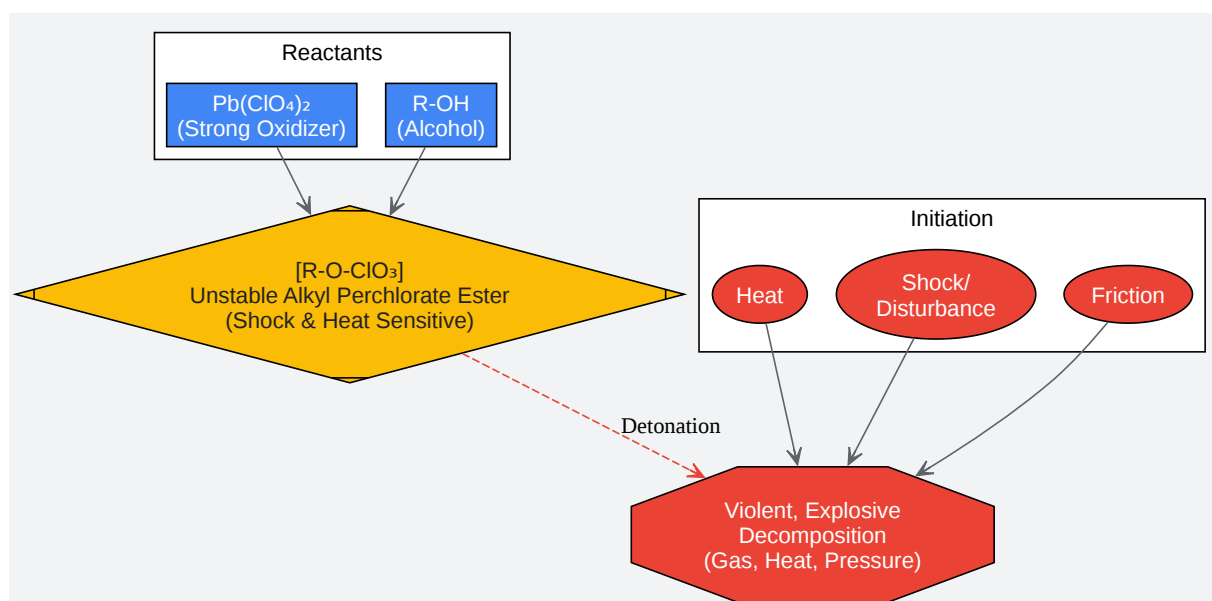 Reactants
Pb(ClO₄)₂
(Strong Oxidizer)
R-OH
(Alcohol)
[R-O-ClO₃]
Unstable Alkyl Perchlorate Ester
(Shock & Heat Sensitive)
Initiation
Heat
Shock/
Disturbance
Friction
Detonation
Violent, Explosive
Decomposition
(Gas, Heat, Pressure)